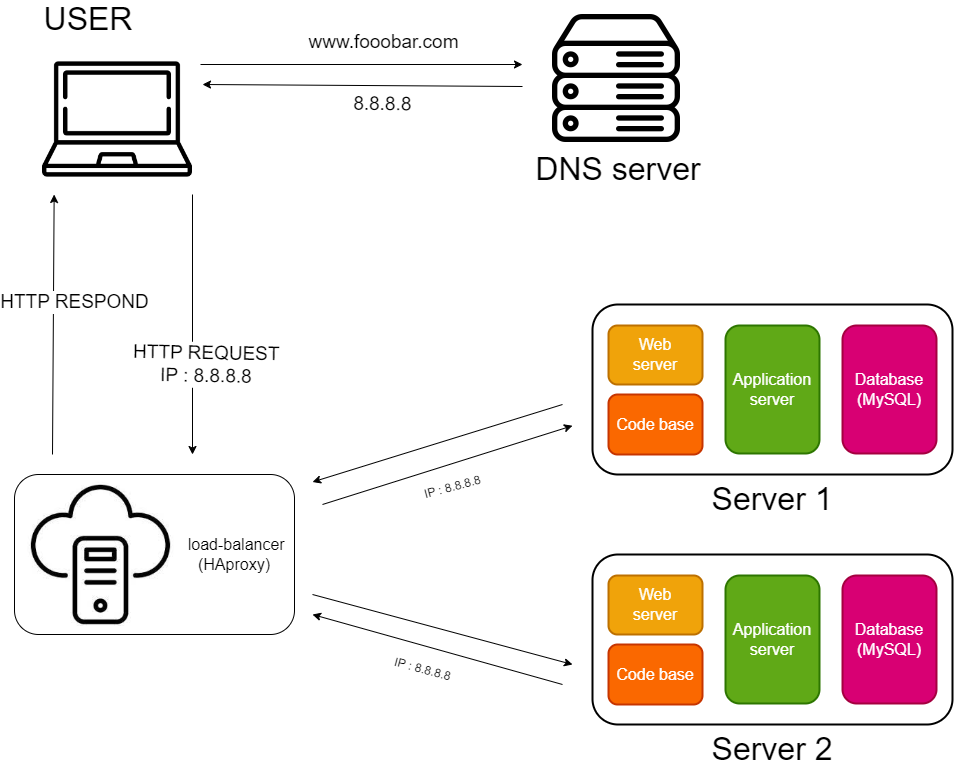 USER
www.fooobar.com
8.8.8.8
DNS server
HTTP RESPOND
HTTP REQUEST
IP : 8.8.8.8
load-balancer
(HAproxy)
IP : 8.8.8.8
IP : 8.8.8.8
Web
server
Code base
Application
server
Database
(MySQL)
Server 1
Web
server
Code base
Application
server
Database
(MySQL)
Server 2